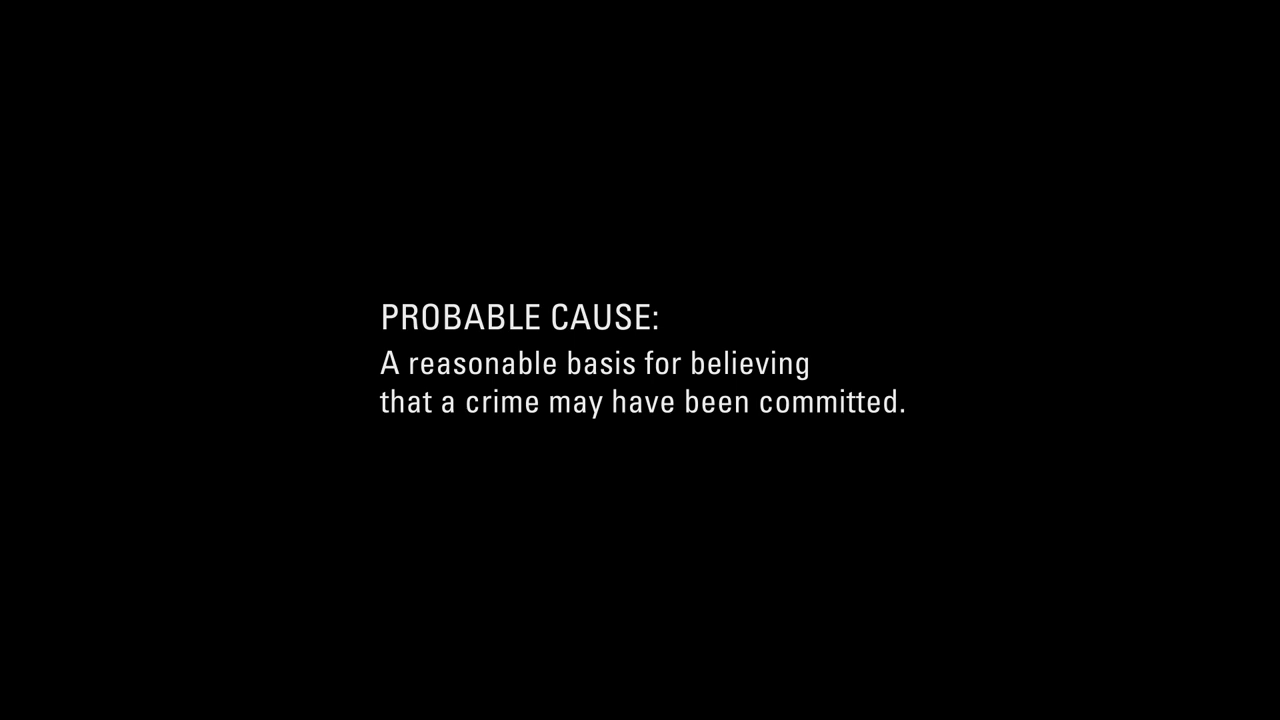 PROBABLE CAUSE:
A reasonable basis for believing
that a crime may have been committed.